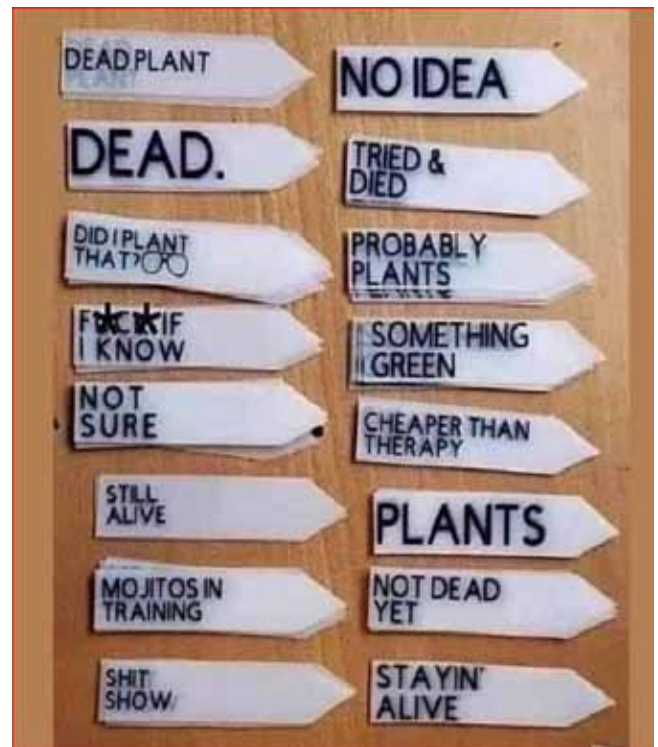 DEAD PLANT
DEAD.
DID I PLANT
THAT?
F*C* IF
I KNOW
NOT
SURE
STILL
ALIVE
MOJITOS IN
TRAINING
SHIT
SHOW
NO IDEA
TRIED &
DIED
PROBABLY
PLANTS
SOMETHING
GREEN
CHEAPER THAN
THERAPY
PLANTS
NOT DEAD
YET
STAYIN'
ALIVE